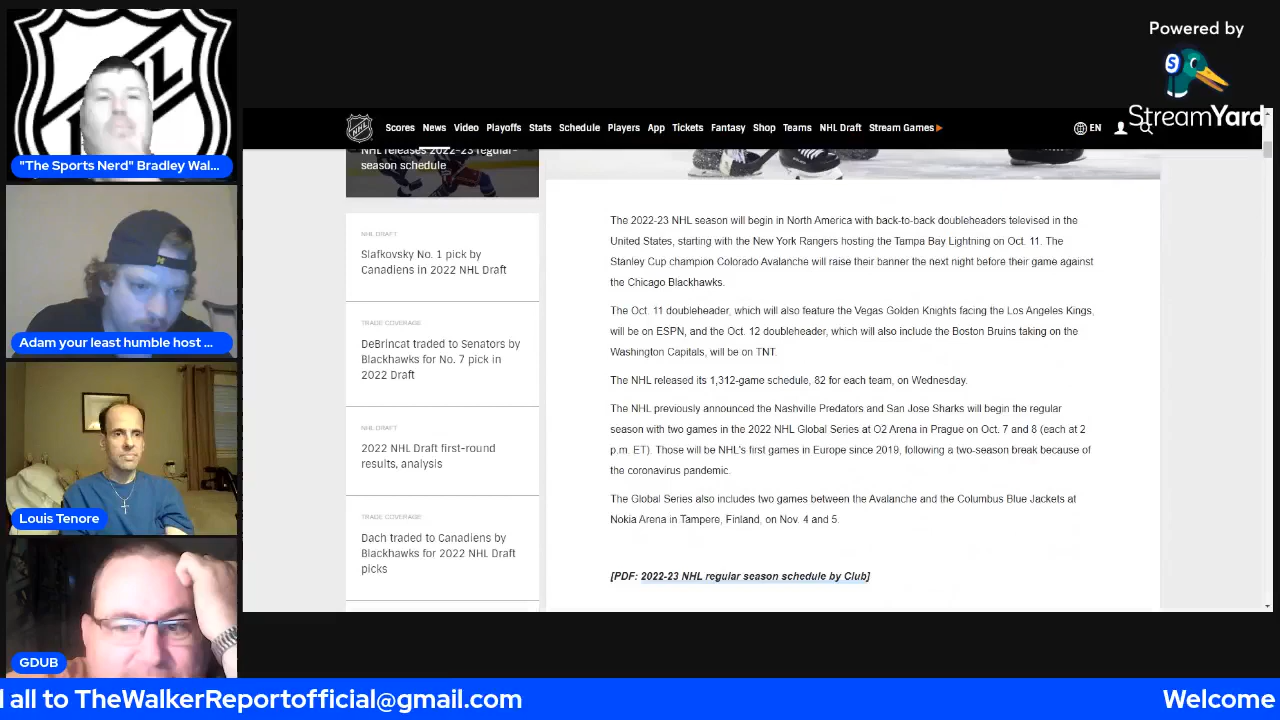 Powered by
StreamYard
"The Sports Nerd" Bradley Wal...
Adam your least humble host ...
Louis Tenore
GDUB
Scores News Video Playoffs Stats Schedule Players App Tickets Fantasy Shop Teams NHL Draft Stream Games
EN
NHL releases 2022-23 regular-
season schedule
NHL DRAFT
Slafkovsky No. 1 pick by
Canadiens in 2022 NHL Draft
TRADE COVERAGE
DeBrincat traded to Senators by
Blackhawks for No. 7 pick in
2022 Draft
NHL DRAFT
2022 NHL Draft first-round
results, analysis
TRADE COVERAGE
Dach traded to Canadiens by
Blackhawks for 2022 NHL Draft
picks
The 2022-23 NHL season will begin in North America with back-to-back doubleheaders televised in the
United States, starting with the New York Rangers hosting the Tampa Bay Lightning on Oct. 11. The
Stanley Cup champion Colorado Avalanche will raise their banner the next night before their game against
the Chicago Blackhawks.
The Oct. 11 doubleheader, which will also feature the Vegas Golden Knights facing the Los Angeles Kings,
will be on ESPN, and the Oct. 12 doubleheader, which will also include the Boston Bruins taking on the
Washington Capitals, will be on TNT.
The NHL released its 1,312-game schedule, 82 for each team, on Wednesday.
The NHL previously announced the Nashville Predators and San Jose Sharks will begin the regular
season with two games in the 2022 NHL Global Series at O2 Arena in Prague on Oct. 7 and 8 (each at 2
p.m. ET). Those will be NHL's first games in Europe since 2019, following a two-season break because of
the coronavirus pandemic.
The Global Series also includes two games between the Avalanche and the Columbus Blue Jackets at
Nokia Arena in Tampere, Finland, on Nov. 4 and 5.
[PDF: 2022-23 NHL regular season schedule by Club]
all to TheWalkerReportofficial@gmail.com
Welcome